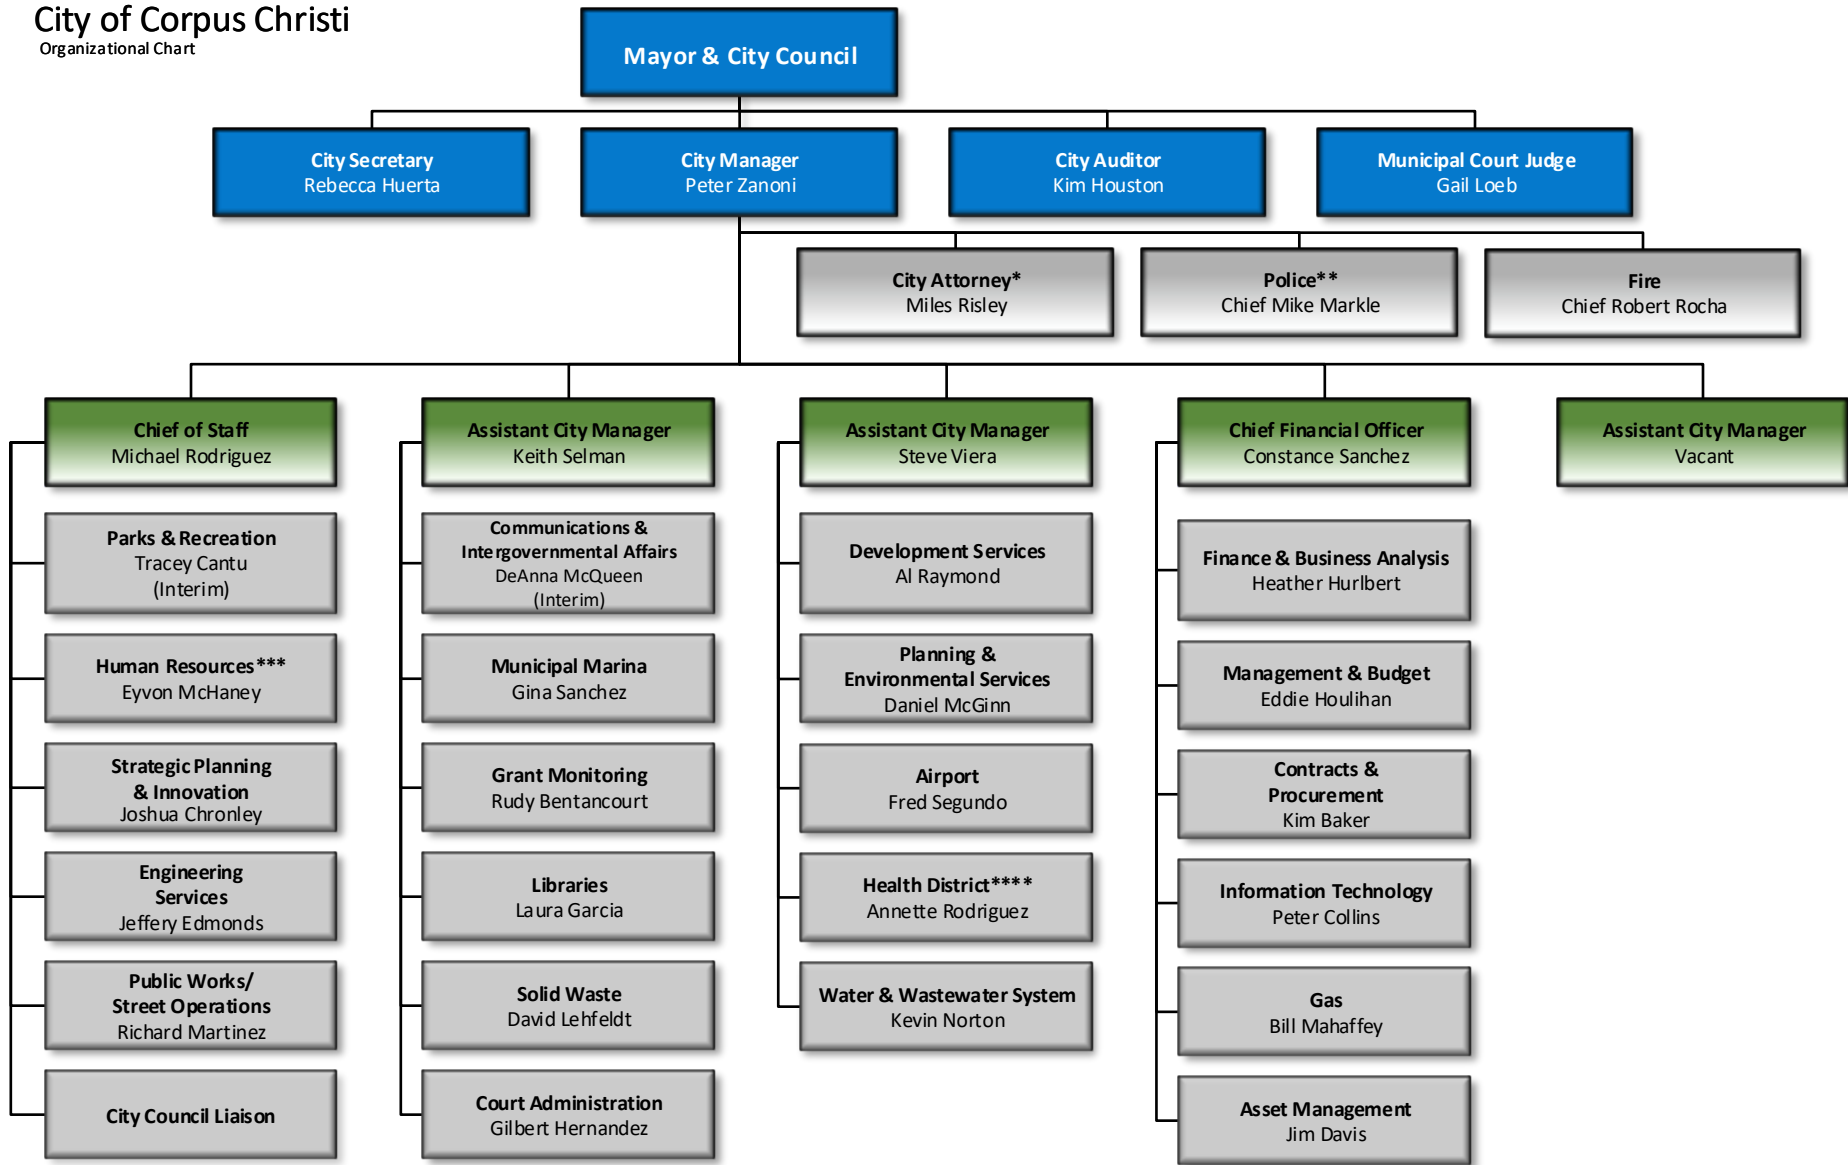 City of Corpus Christi
Organizational Chart
Mayor & City Council
City Secretary
Rebecca Huerta
City Manager
Peter Zanoni
City Auditor
Kim Houston
Municipal Court Judge
Gail Loeb
City Attorney*
Miles Risley
Police**
Chief Mike Markle
Fire
Chief Robert Rocha
Chief of Staff
Michael Rodriguez
Parks & Recreation
Tracey Cantu
(Interim)
Human Resources***
Eyvon McHaney
Strategic Planning
& Innovation
Joshua Chronley
Engineering
Services
Jeffery Edmonds
Public Works/
Street Operations
Richard Martinez
City Council Liaison
Assistant City Manager
Keith Selman
Communications &
Intergovernmental Affairs
DeAnna McQueen
(Interim)
Municipal Marina
Gina Sanchez
Grant Monitoring
Rudy Bentancourt
Libraries
Laura Garcia
Solid Waste
David Lehfeldt
Court Administration
Gilbert Hernandez
Assistant City Manager
Steve Viera
Development Services
Al Raymond
Planning &
Environmental Services
Daniel McGinn
Airport
Fred Segundo
Health District****
Annette Rodriguez
Water & Wastewater System
Kevin Norton
Chief Financial Officer
Constance Sanchez
Finance & Business Analysis
Heather Hurlbert
Management & Budget
Eddie Houlihan
Contracts &
Procurement
Kim Baker
Information Technology
Peter Collins
Gas
Bill Mahaffey
Asset Management
Jim Davis
Assistant City Manager
Vacant